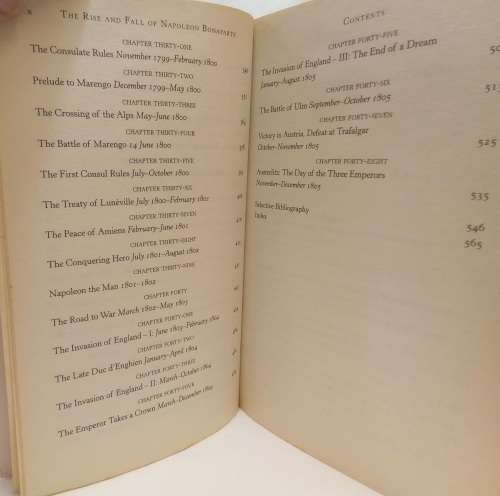 x THE RISE AND FALL OF NAPOLEON BONAPARTE
CHAPTER THIRTY-ONE
The Consulate Rules November 1799–February 1800
CHAPTER THIRTY-TWO
Prelude to Marengo December 1799–May 1800
CHAPTER THIRTY-THREE
The Crossing of the Alps May–June 1800
CHAPTER THIRTY-FOUR
The Battle of Marengo 14 June 1800
CHAPTER THIRTY-FIVE
The First Consul Rules July–October 1800
CHAPTER THIRTY-SIX
The Treaty of Lunéville July 1800–February 1801
CHAPTER THIRTY-SEVEN
The Peace of Amiens February–June 1801
CHAPTER THIRTY-EIGHT
The Conquering Hero July 1801–August 1802
CHAPTER THIRTY-NINE
Napoleon the Man 1801–1802
CHAPTER FORTY
The Road to War March 1802–May 1803
CHAPTER FORTY-ONE
The Invasion of England – I: June 1803–February 1804
CHAPTER FORTY-TWO
The Late Duc d'Enghien January–April 1804
CHAPTER FORTY-THREE
The Invasion of England – II: March–October 1804
CHAPTER FORTY-FOUR
The Emperor Takes a Crown March–December 1804
CONTENTS
CHAPTER FORTY-FIVE
The Invasion of England – III: The End of a Dream
January–August 1805
CHAPTER FORTY-SIX
The Battle of Ulm September–October 1805
CHAPTER FORTY-SEVEN
Victory in Austria, Defeat at Trafalgar
October–November 1805 525
CHAPTER FORTY-EIGHT
Austerlitz: The Day of the Three Emperors
November–December 1805 535
Selective Bibliography 546
Index 565